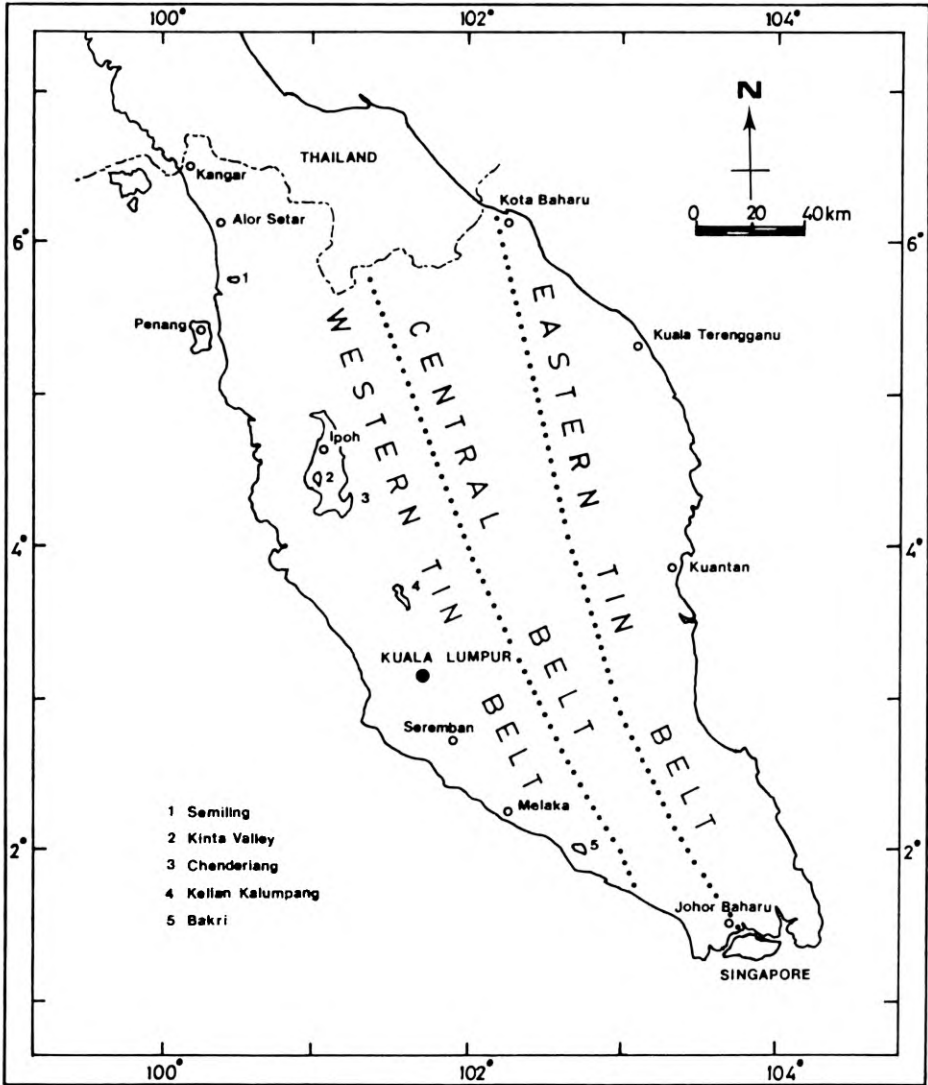 100°
102°
104°
N
THAILAND
Kangar
Kota Baharu
0 20 40km
Alor Setar
6°
6°
1
Penang
Kuala Terengganu
WESTERN TIN BELT
CENTRAL BELT
EASTERN TIN BELT
Ipoh
2
3
4°
4°
Kuantan
4
KUALA LUMPUR
Seremban
Melaka
1 Semiling
2 Kinta Valley
2°
5
2°
3 Chenderiang
4 Kellan Kalumpang
5 Bakri
Johor Baharu
SINGAPORE
100°
102°
104°